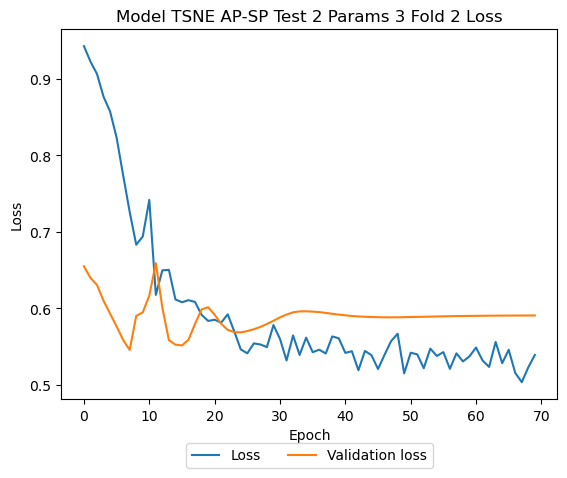 Model TSNE AP-SP Test 2 Params 3 Fold 2 Loss
0.9
0.8
0.7
0.6
0.5
Loss
0 10 20 30 40 50 60 70
Epoch
Loss Validation loss